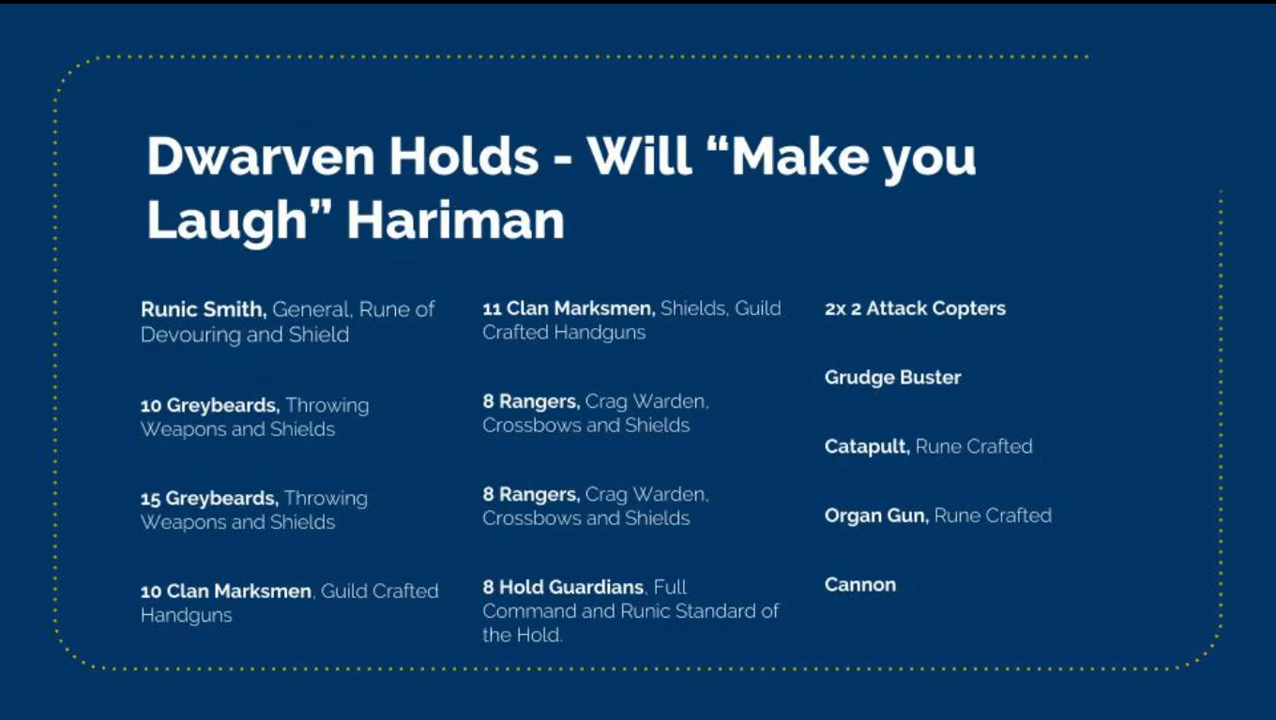 Dwarven Holds - Will “Make you
Laugh” Hariman
Runic Smith, General, Rune of
Devouring and Shield
10 Greybeards, Throwing
Weapons and Shields
15 Greybeards, Throwing
Weapons and Shields
10 Clan Marksmen, Guild Crafted
Handguns
11 Clan Marksmen, Shields, Guild
Crafted Handguns
8 Rangers, Crag Warden,
Crossbows and Shields
8 Rangers, Crag Warden,
Crossbows and Shields
8 Hold Guardians, Full
Command and Runic Standard of
the Hold.
2x 2 Attack Copters
Grudge Buster
Catapult, Rune Crafted
Organ Gun, Rune Crafted
Cannon